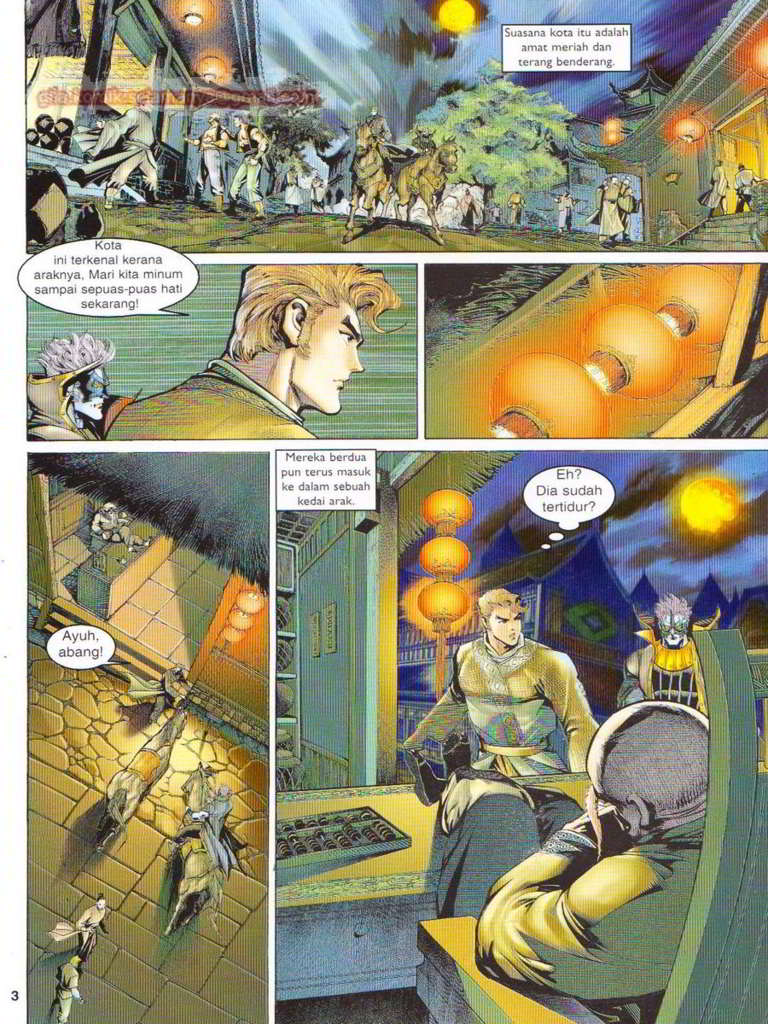 Suasana kota itu adalah
amat meriah dan
terang benderang.
Kota
ini terkenal kerana
araknya, Mari kita minum
sampai sepuas-puas hati
sekarang!
Ayuh,
abang!
Mereka berdua
pun terus masuk
ke dalam sebuah
kedai arak.
Eh?
Dia sudah
tertidur?
3